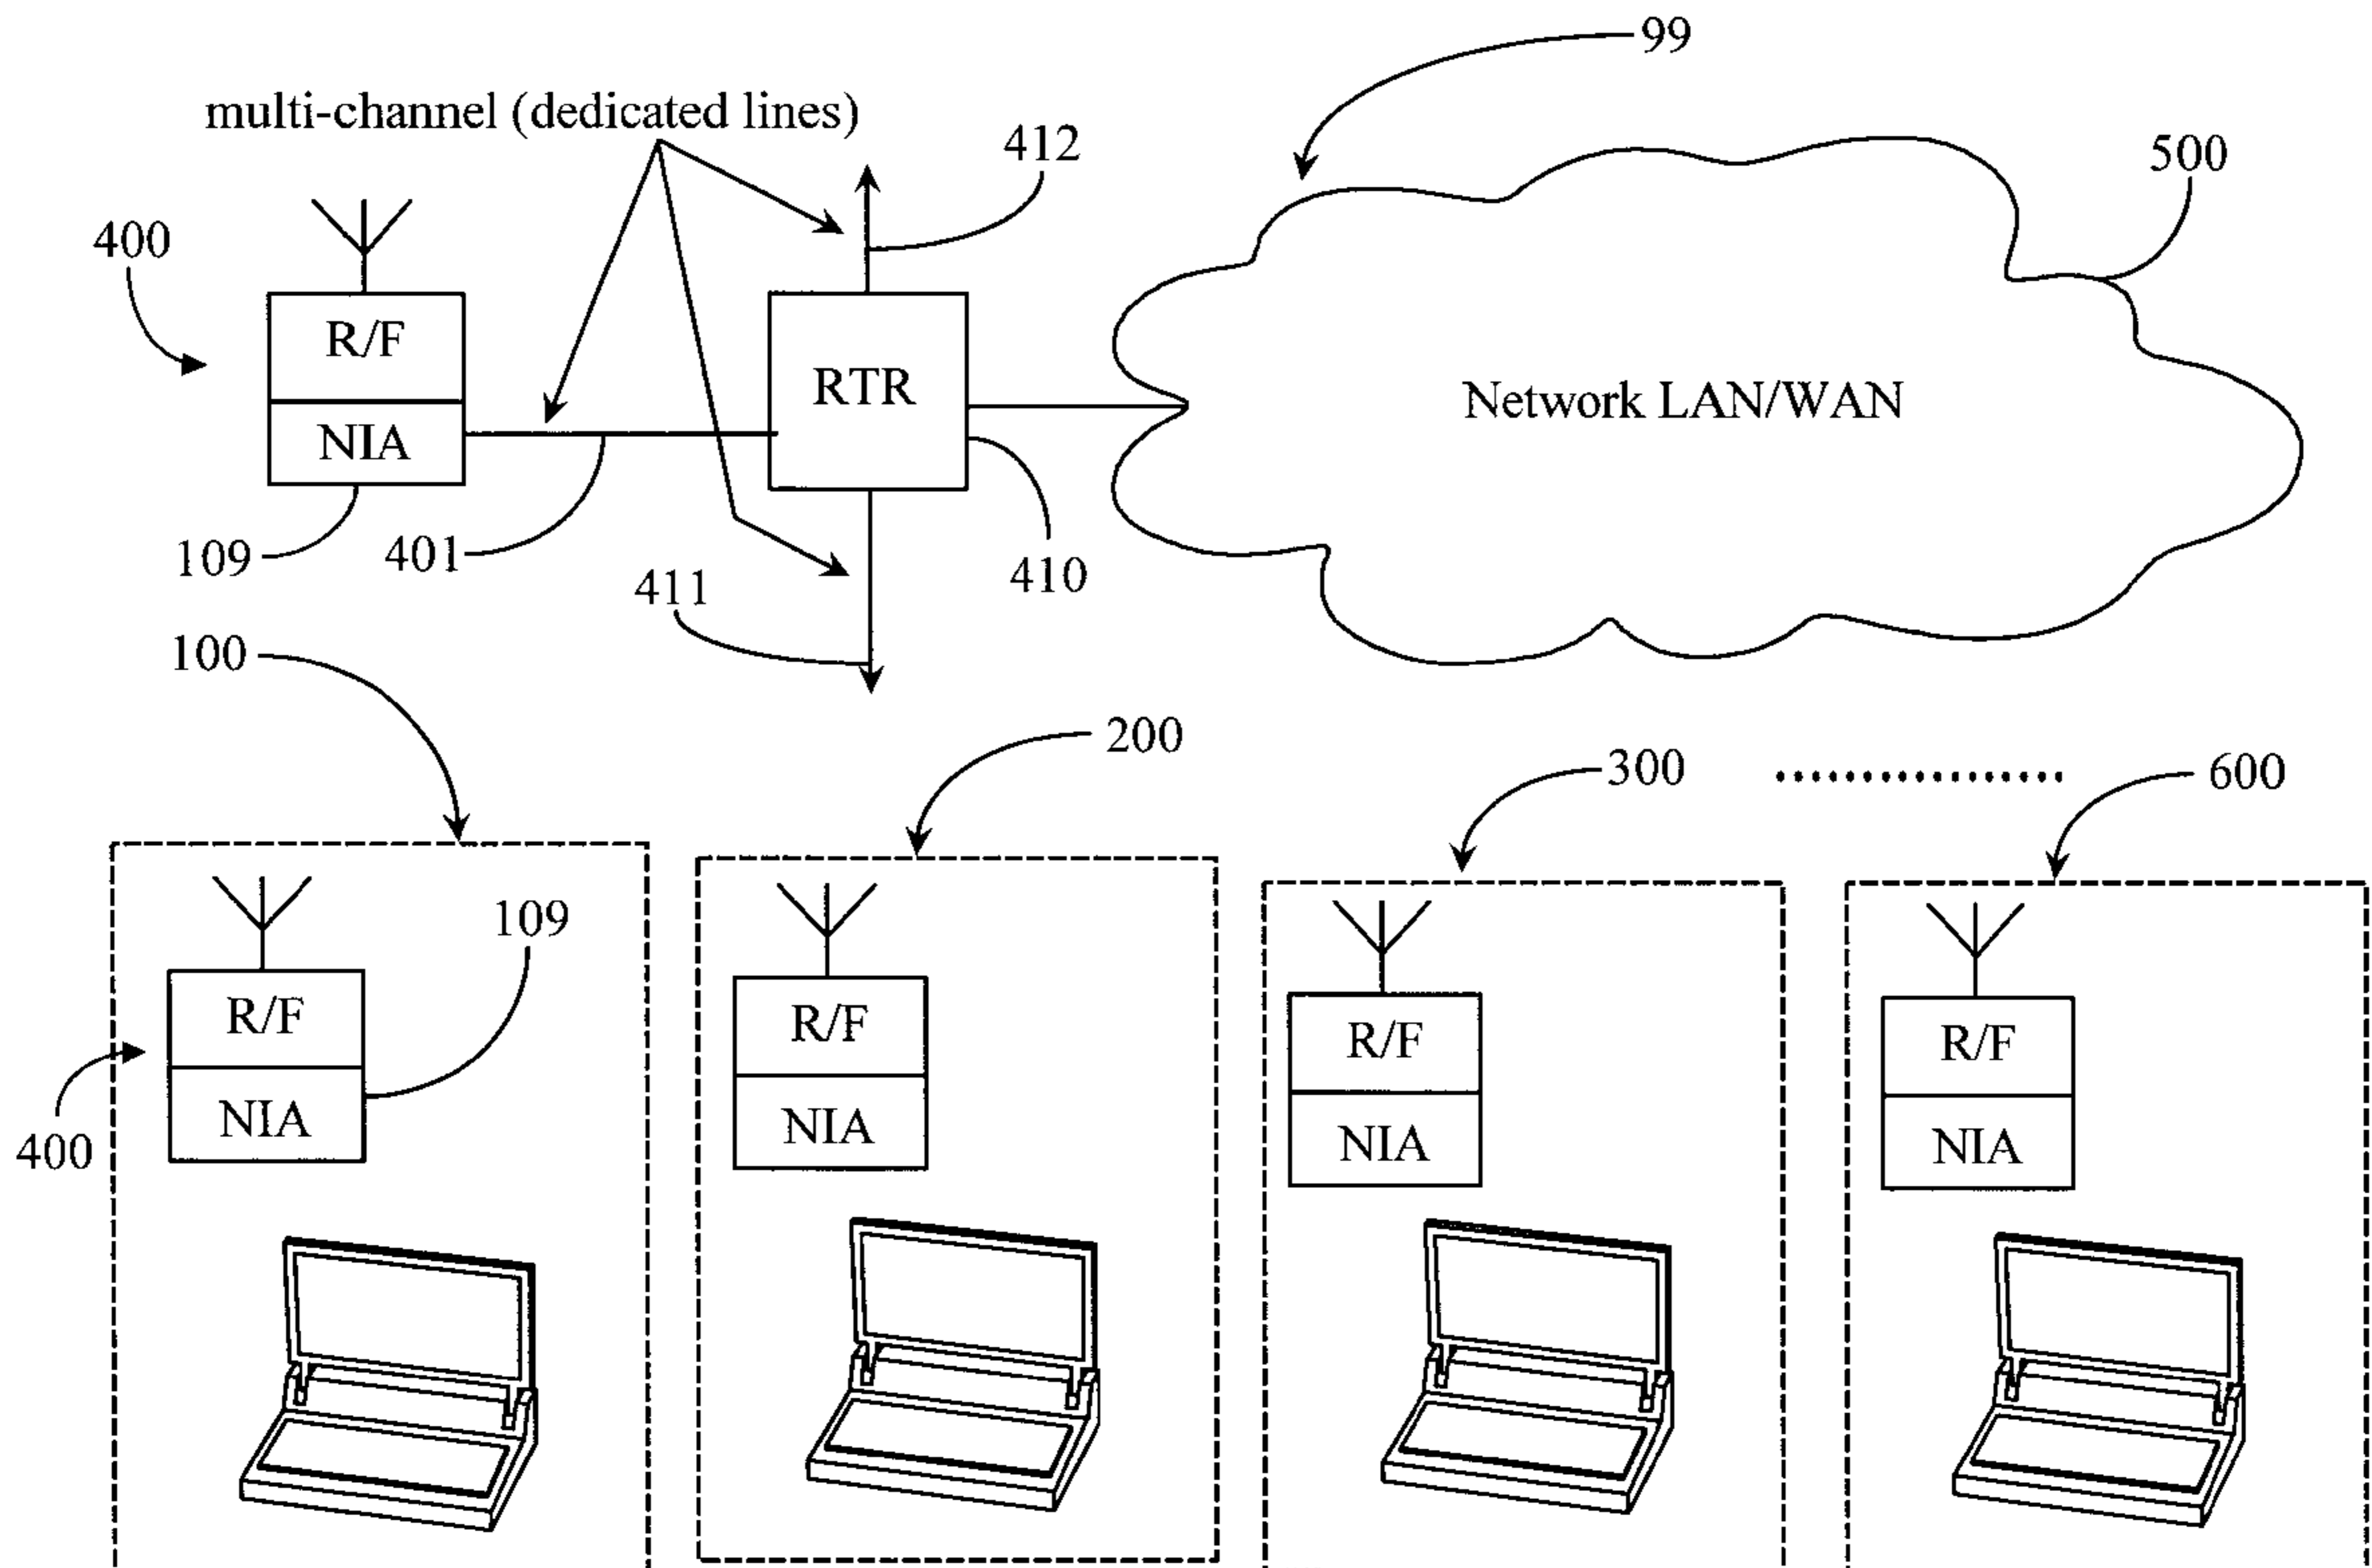 99
multi-channel (dedicated lines)
412
500
400
R/F
RTR
Network LAN/WAN
NIA
109
401
411
410
100
200
300
600
109
R/F
R/F
R/F
R/F
400
NIA
NIA
NIA
NIA